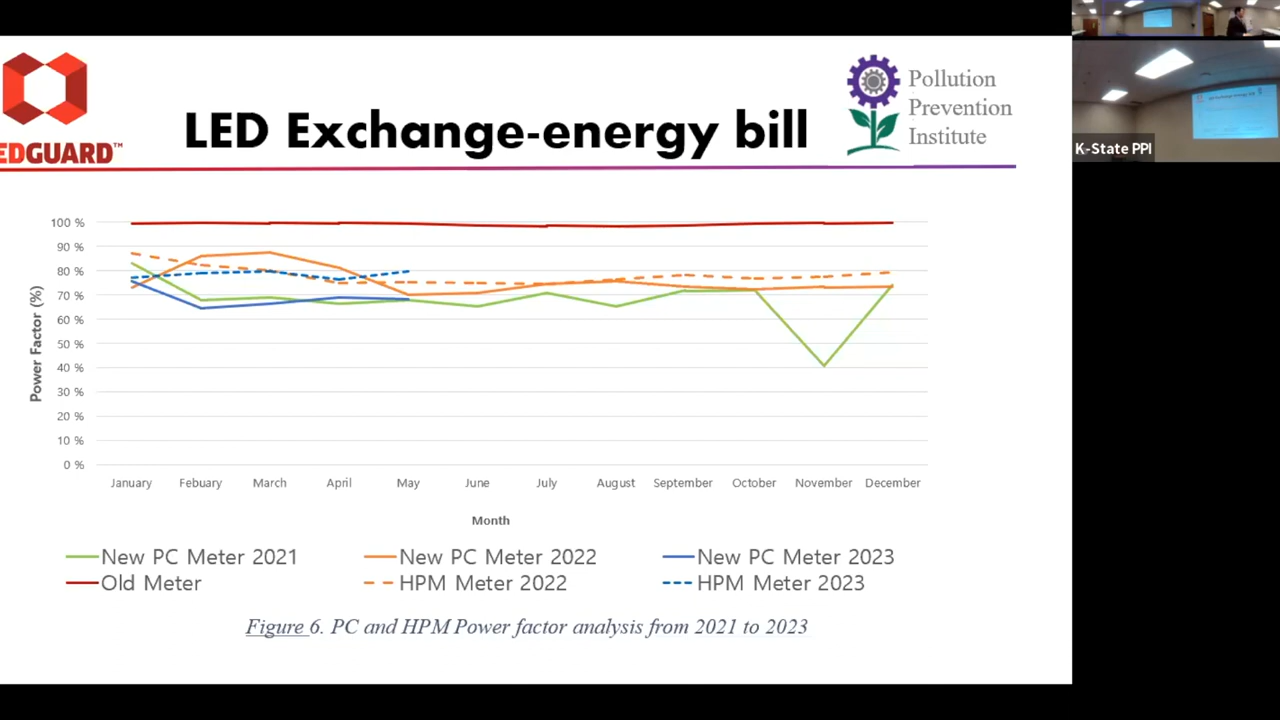 LED Exchange-energy bill
EDGUARD™
Pollution
Prevention
Institute
K-State PPI
Power Factor (%)
100 %
90 %
80 %
70 %
60 %
50 %
40 %
30 %
20 %
10 %
0 %
January Febuary March April May June July August September October November December
Month
New PC Meter 2021 New PC Meter 2022 New PC Meter 2023
Old Meter HPM Meter 2022 HPM Meter 2023
Figure 6. PC and HPM Power factor analysis from 2021 to 2023